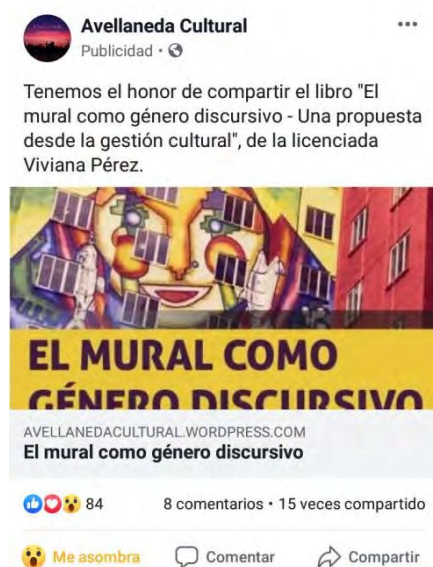 Avellaneda Cultural
Publicidad •
Tenemos el honor de compartir el libro "El
mural como género discursivo - Una propuesta
desde la gestión cultural", de la licenciada
Viviana Pérez.
EL MURAL COMO
GÉNERO DISCURSIVO
AVELLANEDACULTURAL.WORDPRESS.COM
El mural como género discursivo
84 8 comentarios • 15 veces compartido
Me asombra Comentar Compartir